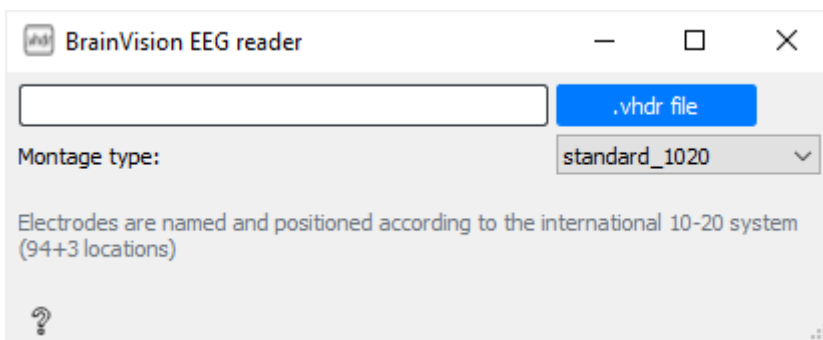 vhdr BrainVision EEG reader
.vhdr file
Montage type: standard_1020
Electrodes are named and positioned according to the international 10-20 system
(94+3 locations)
?